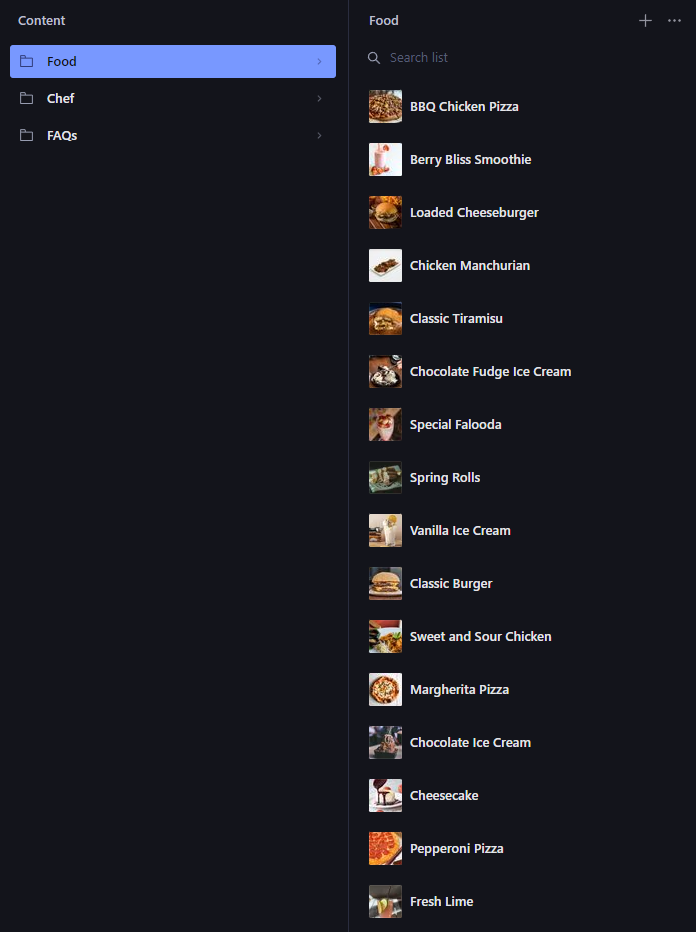 Content
Food
Chef
FAQs
Food
Search list
BBQ Chicken Pizza
Berry Bliss Smoothie
Loaded Cheeseburger
Chicken Manchurian
Classic Tiramisu
Chocolate Fudge Ice Cream
Special Falooda
Spring Rolls
Vanilla Ice Cream
Classic Burger
Sweet and Sour Chicken
Margherita Pizza
Chocolate Ice Cream
Cheesecake
Pepperoni Pizza
Fresh Lime